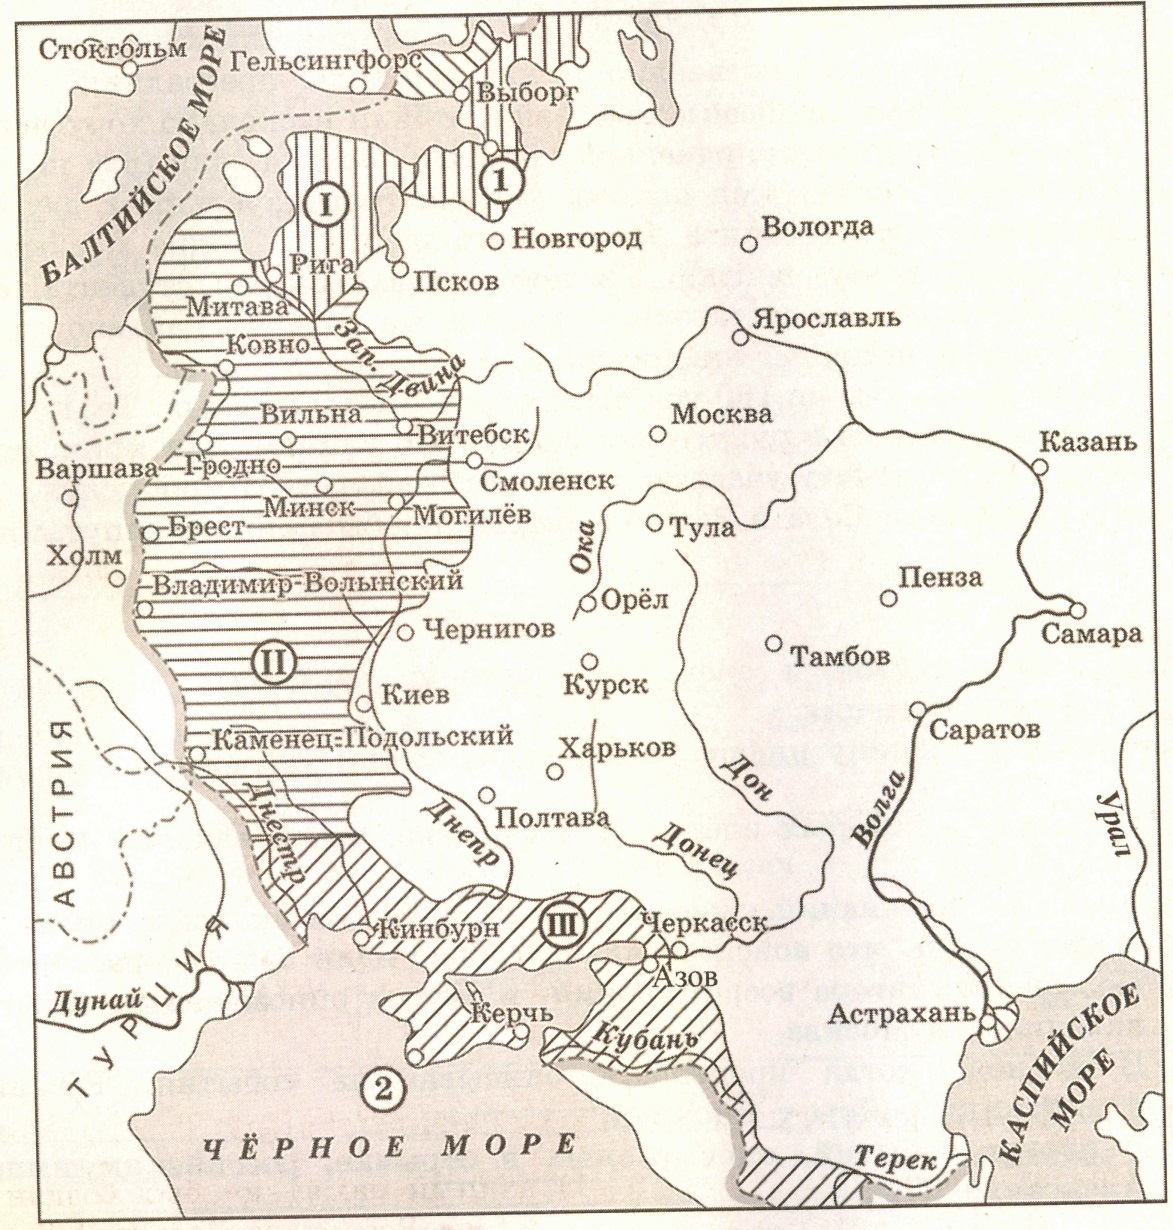 Стокгольм
Гельсингфорс
Выборг
БАЛТИЙСКОЕ МОРЕ
I
1
Новгород
Вологда
Рига
Псков
Митава
Ярославль
Ковно
Зап. Двина
Вильна
Москва
Витебск
Казань
Варшава
Гродно
Смоленск
Минск
Могилёв
Брест
Ока
Тула
Холм
Владимир-Волынский
Пенза
Орёл
Чернигов
Самара
Тамбов
II
Курск
Киев
Саратов
АВСТРИЯ
Каменец-Подольский
Харьков
Дон
Днестр
Днепр
Полтава
Волга
Урал
Донец
III
Кинбурн
Черкасск
Азов
Дунай
ТУРЦИЯ
Керчь
Кубань
Астрахань
КАСПИЙСКОЕ
МОРЕ
2
ЧЁРНОЕ МОРЕ
Терек